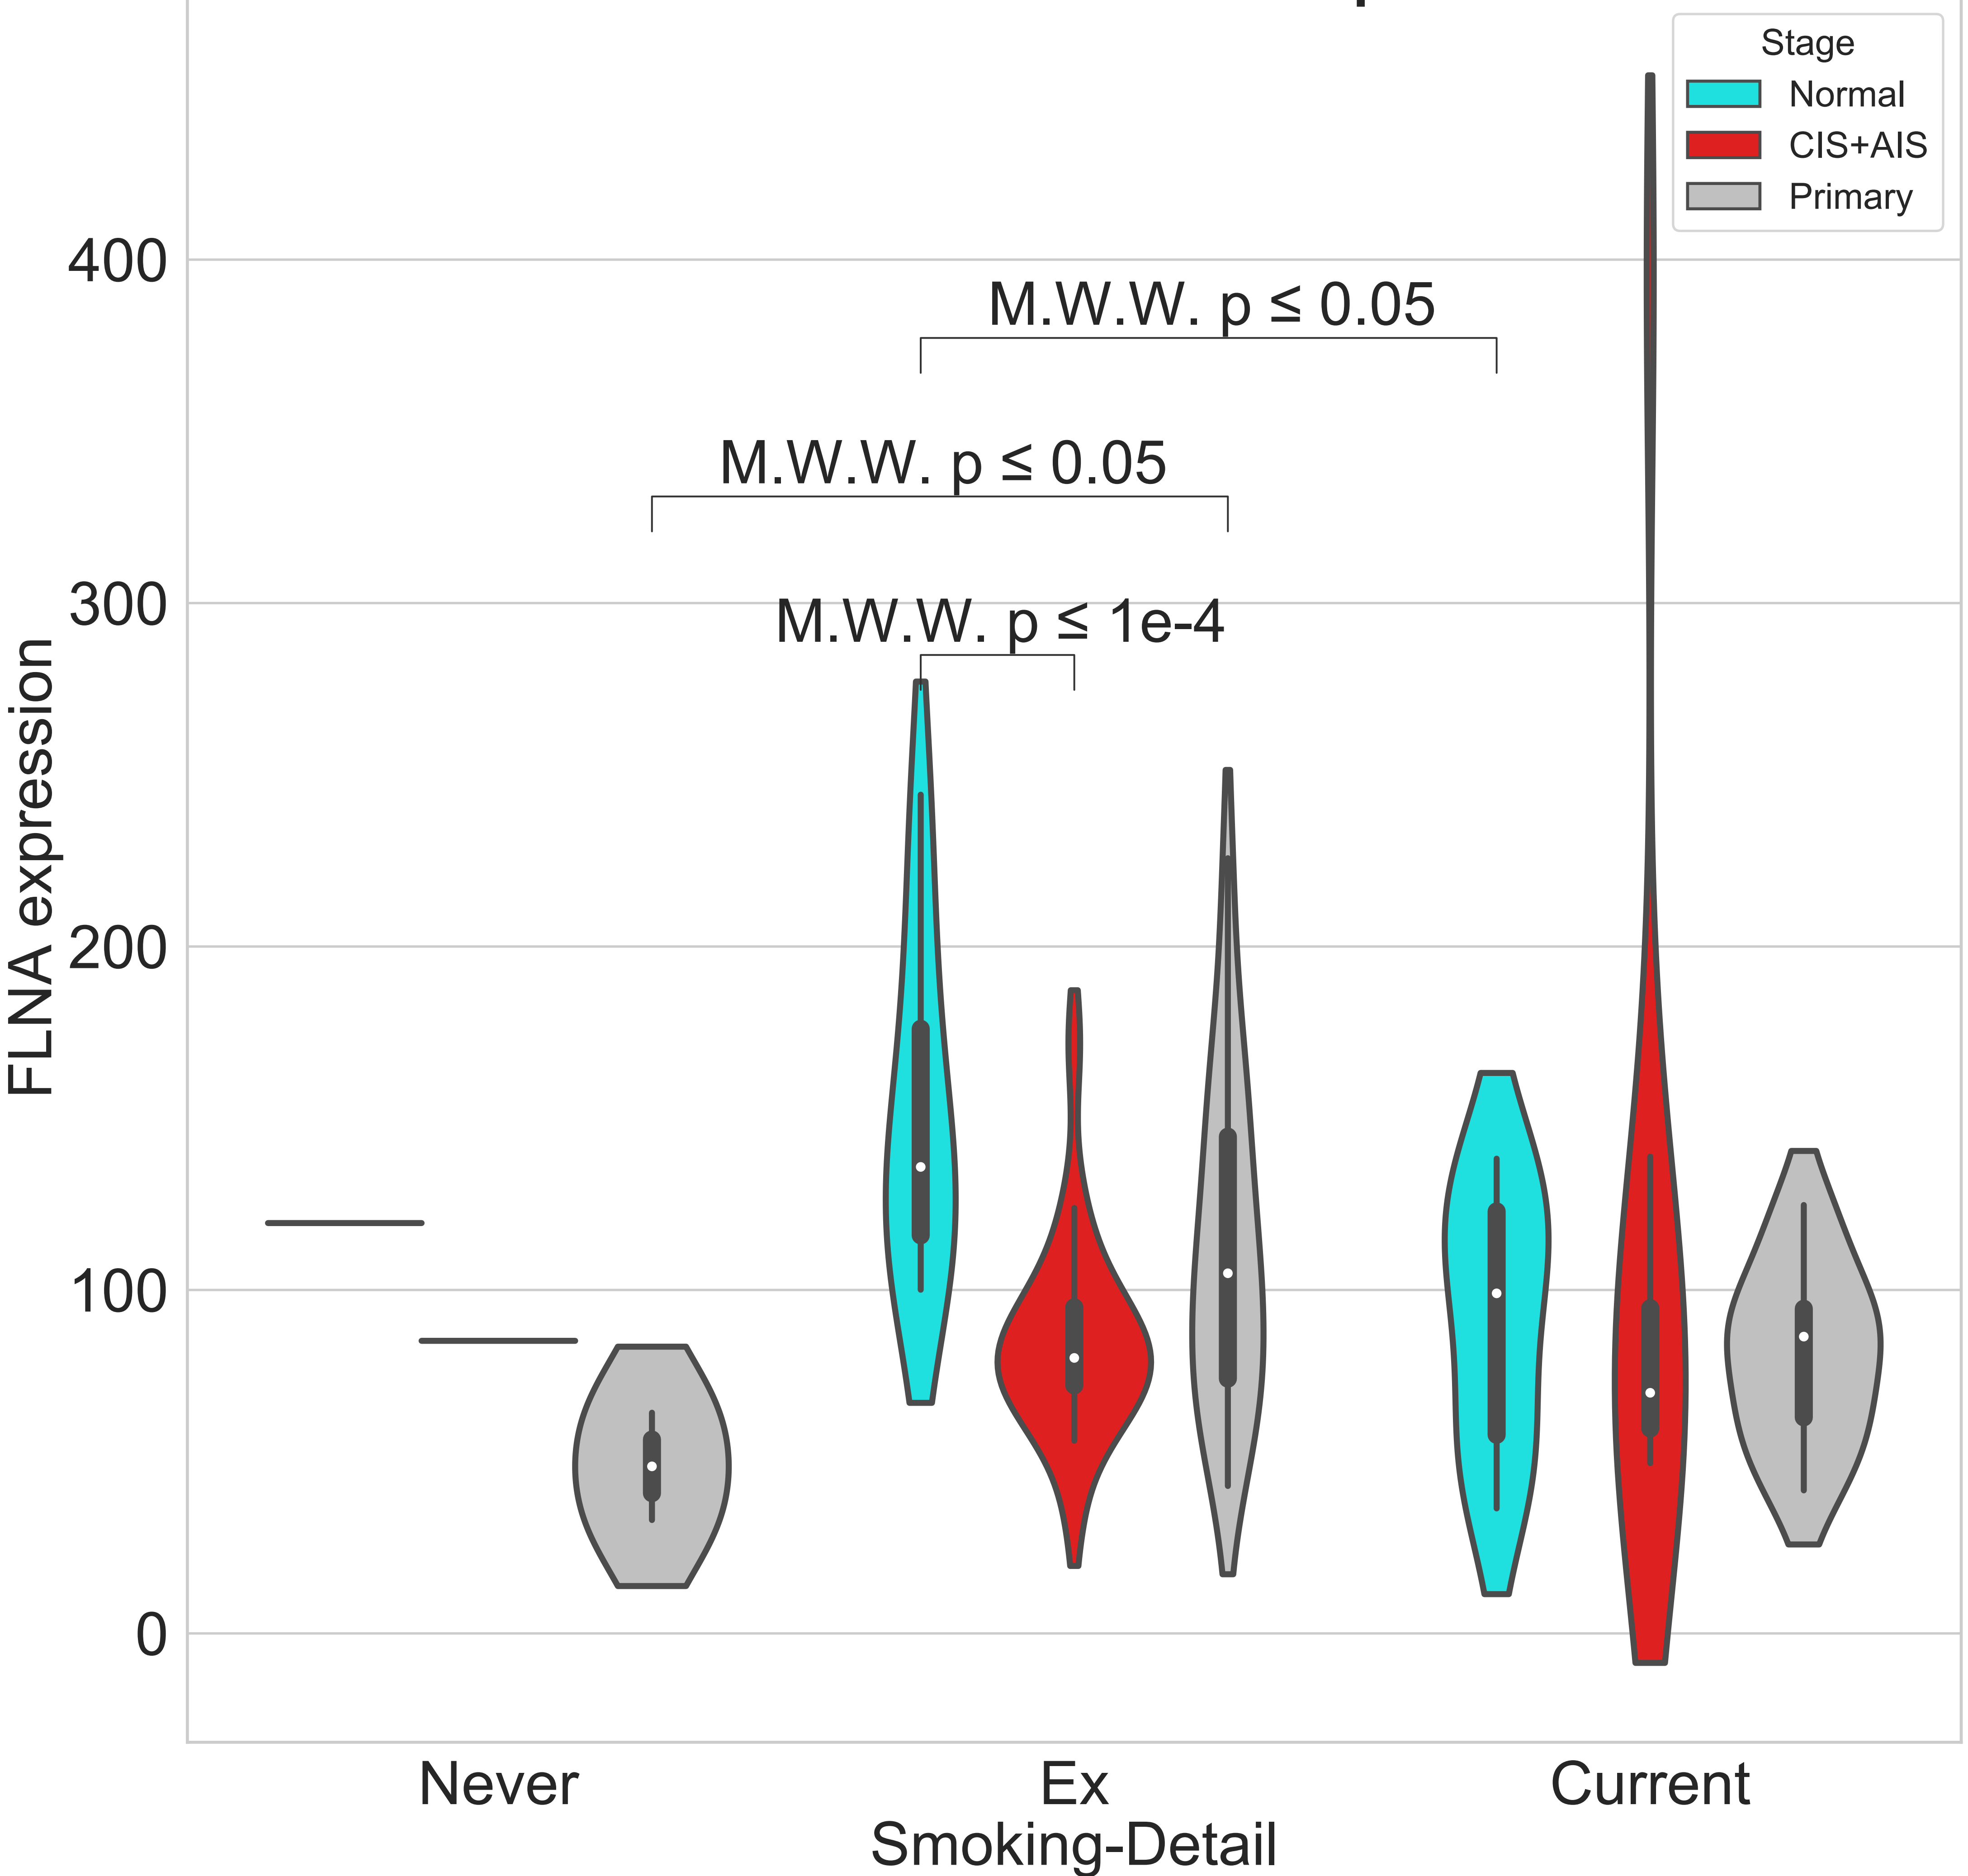 Stage
Normal
CIS+AIS
Primary
400
300
200
100
0
FLNA expression
M.W.W. p ≤ 0.05
M.W.W. p ≤ 0.05
M.W.W. p ≤ 1e-4
Never
Ex
Current
Smoking-Detail